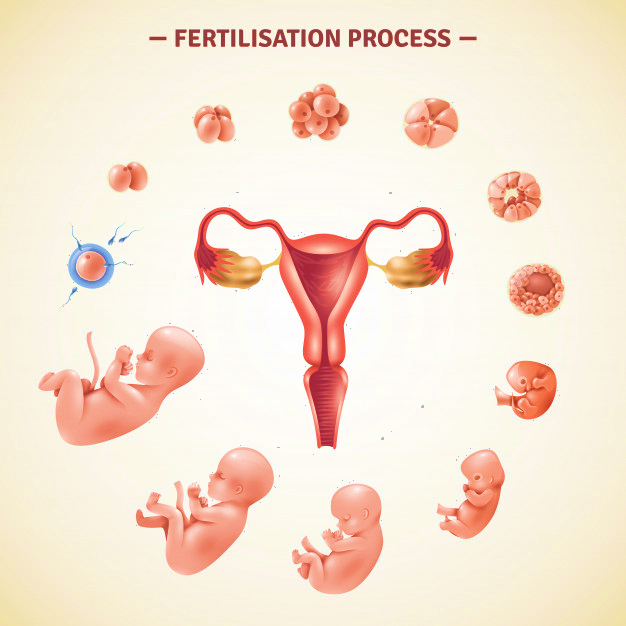 — FERTILISATION PROCESS —